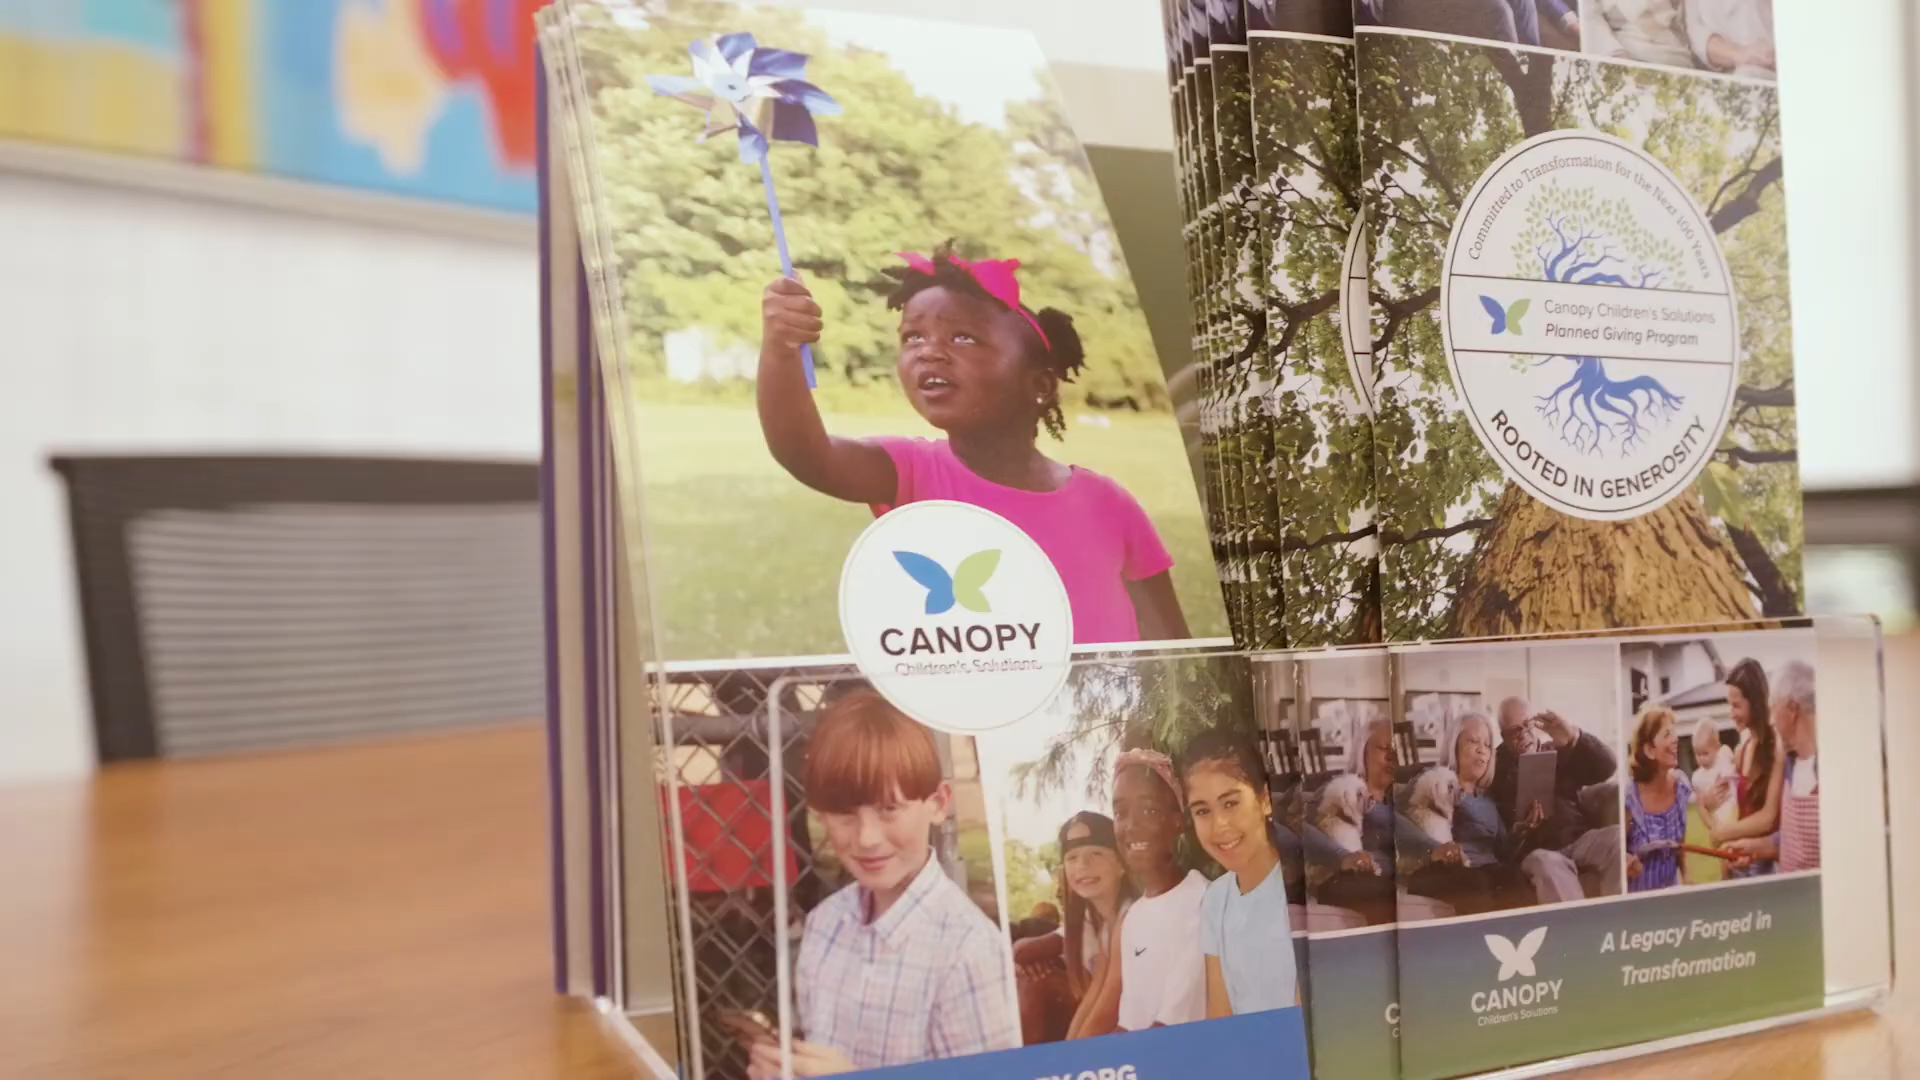 CANOPY
Children's Solutions
Committed to Transformation for the Next 100 Years
Canopy Children's Solutions
Planned Giving Program
ROOTED IN GENEROSITY
CANOPY
Children's Solutions
A Legacy Forged in
Transformation